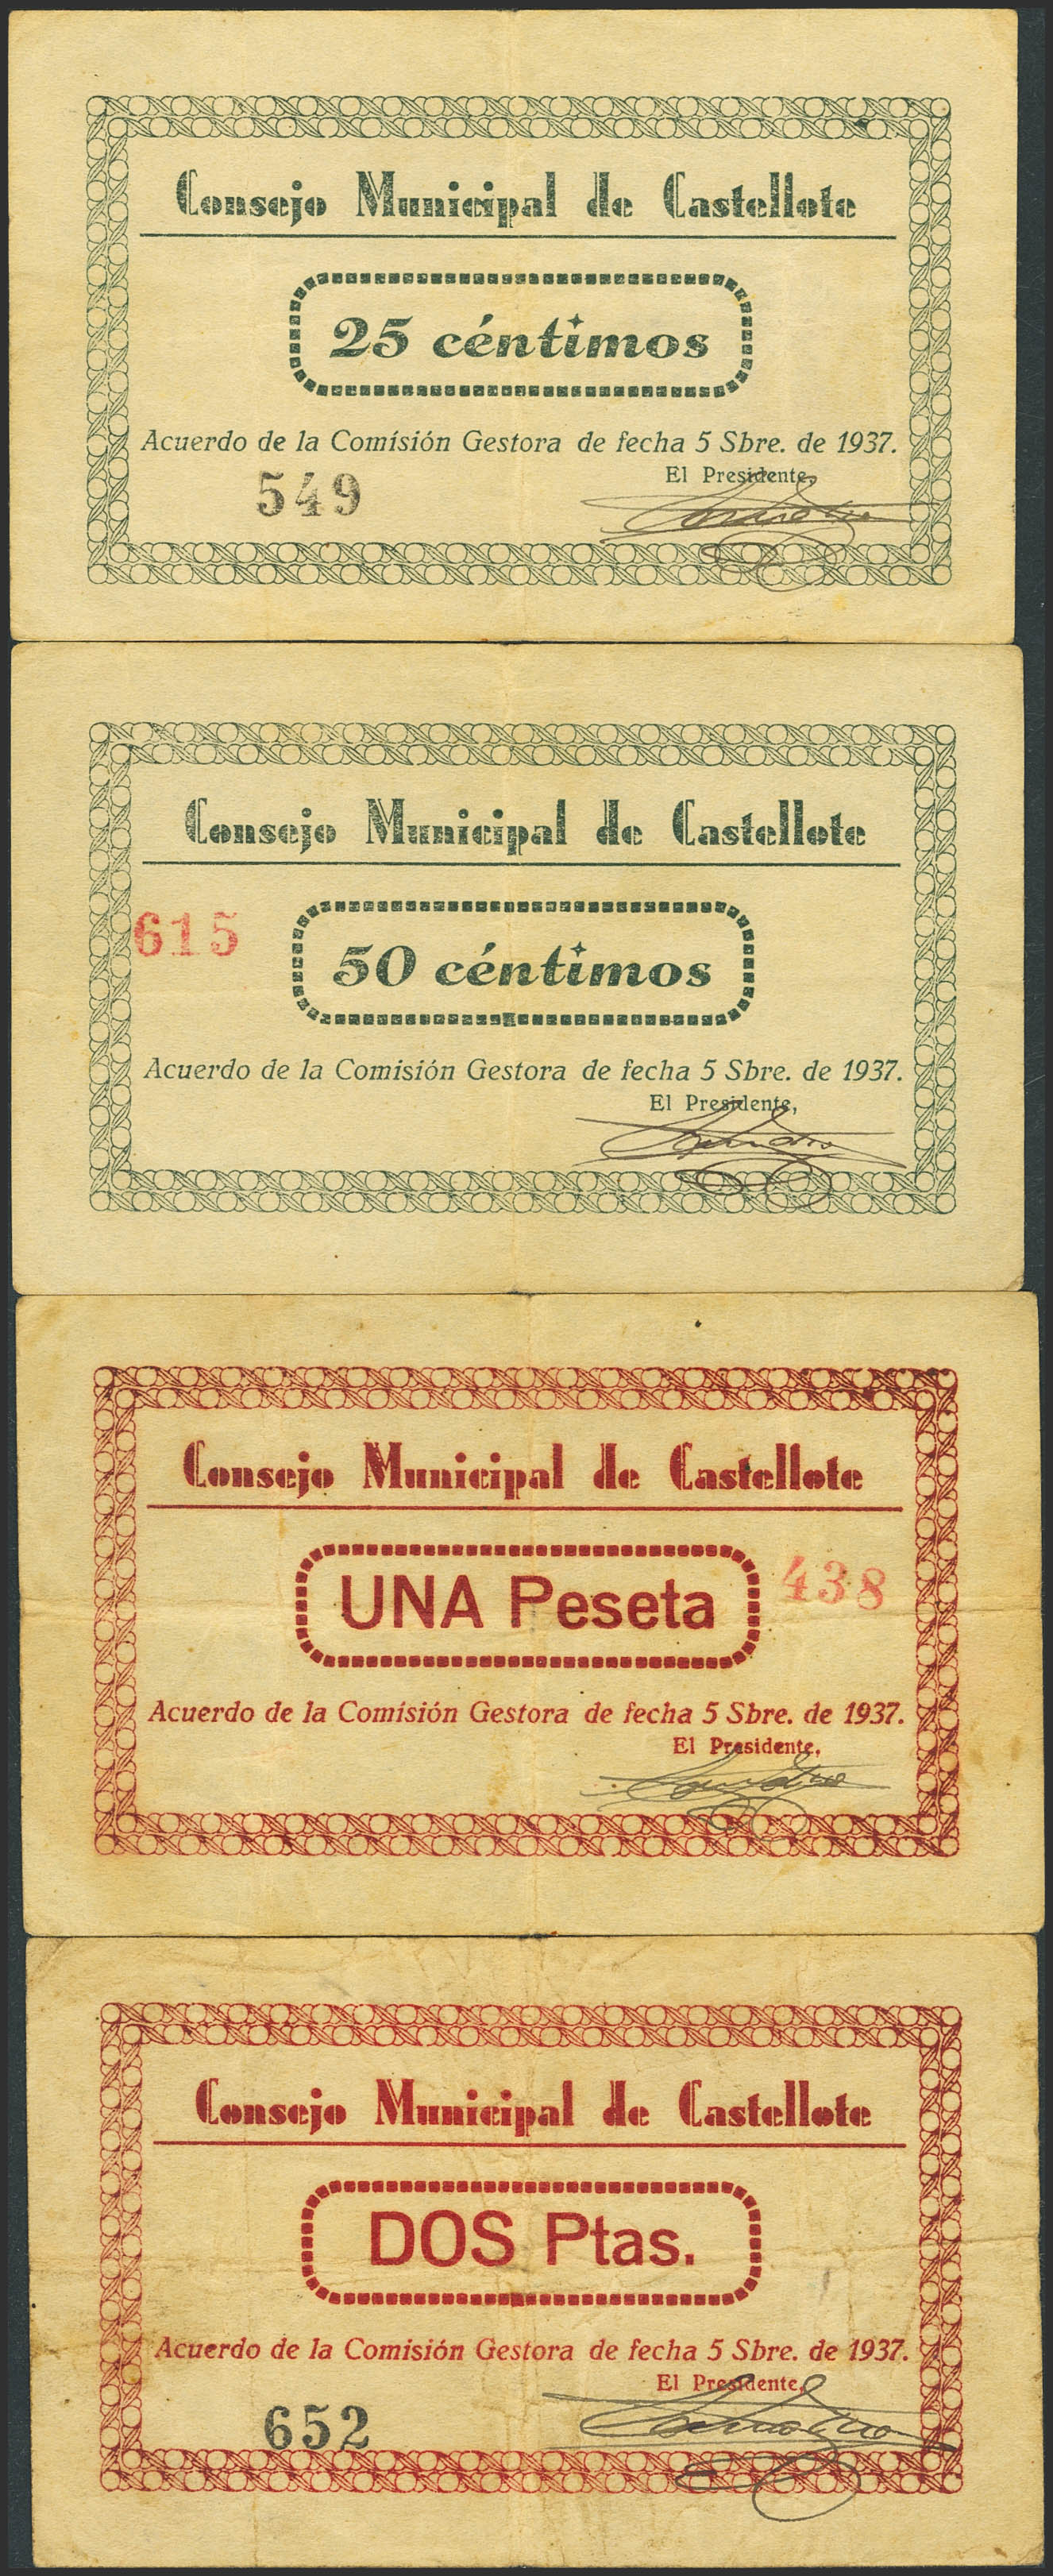 Consejo Municipal de Castellote
25 céntimos
Acuerdo de la Comisión Gestora de fecha 5 Sbre. de 1937.
El Presidente,
549
Consejo Municipal de Castellote
615
50 céntimos
Acuerdo de la Comisión Gestora de fecha 5 Sbre. de 1937.
El Presidente,
Consejo Municipal de Castellote
UNA Peseta
438
Acuerdo de la Comisión Gestora de fecha 5 Sbre. de 1937.
El Presidente,
Consejo Municipal de Castellote
DOS Ptas.
Acuerdo de la Comisión Gestora de fecha 5 Sbre. de 1937.
El Presidente,
652